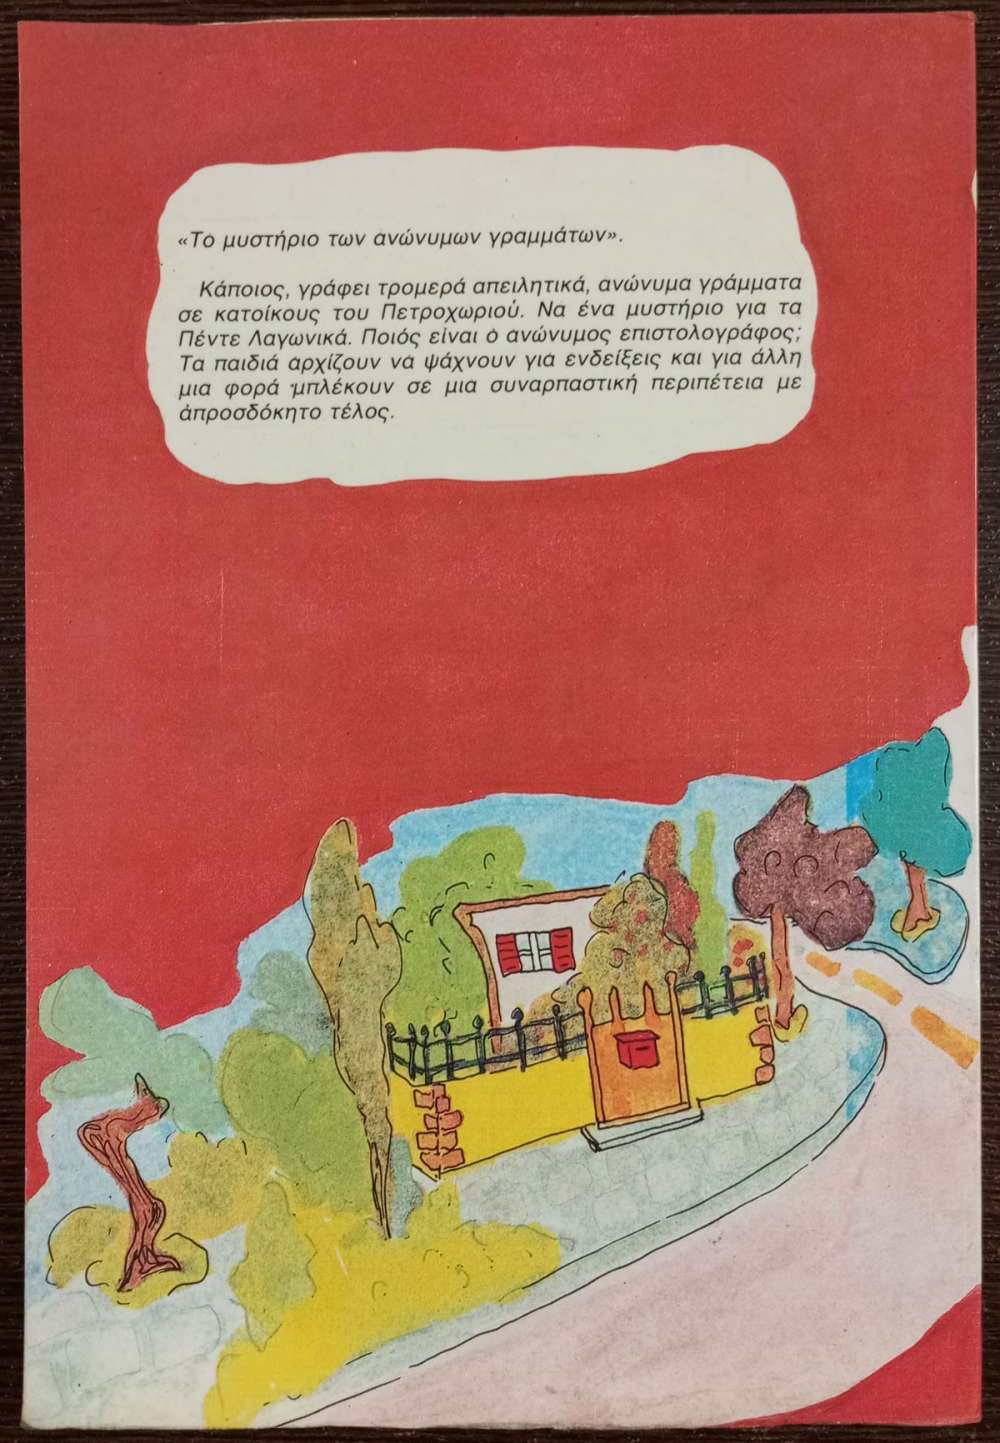 «Το μυστήριο των ανώνυμων γραμμάτων».
Κάποιος, γράφει τρομερά απειλητικά, ανώνυμα γράμματα
σε κατοίκους του Πετροχωριού. Να ένα μυστήριο για τα
Πέντε Λαγωνικά. Ποιός είναι ο ανώνυμος επιστολογράφος;
Τα παιδιά αρχίζουν να ψάχνουν για ενδείξεις και για άλλη
μια φορά μπλέκουν σε μια συναρπαστική περιπέτεια με
άπροσδόκητο τέλος.